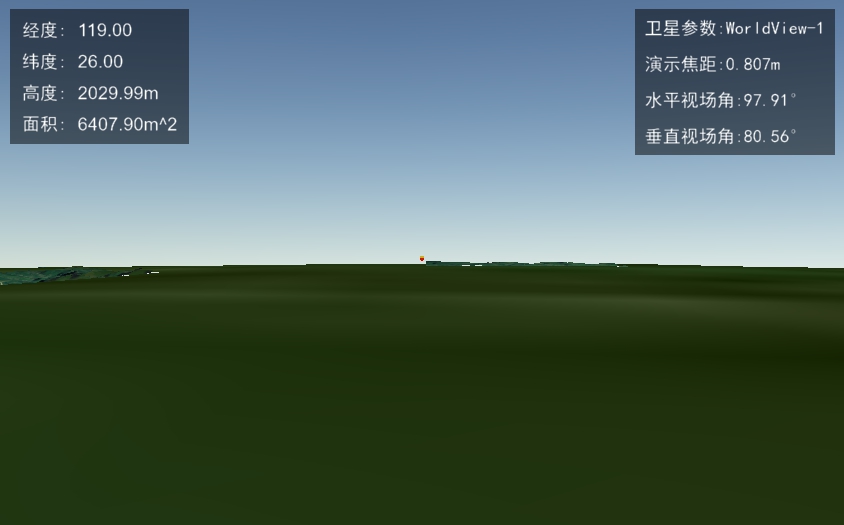 经度: 119.00
纬度: 26.00
高度: 2029.99m
面积: 6407.90m^2
卫星参数:WorldView-1
演示焦距:0.807m
水平视场角:97.91°
垂直视场角:80.56°